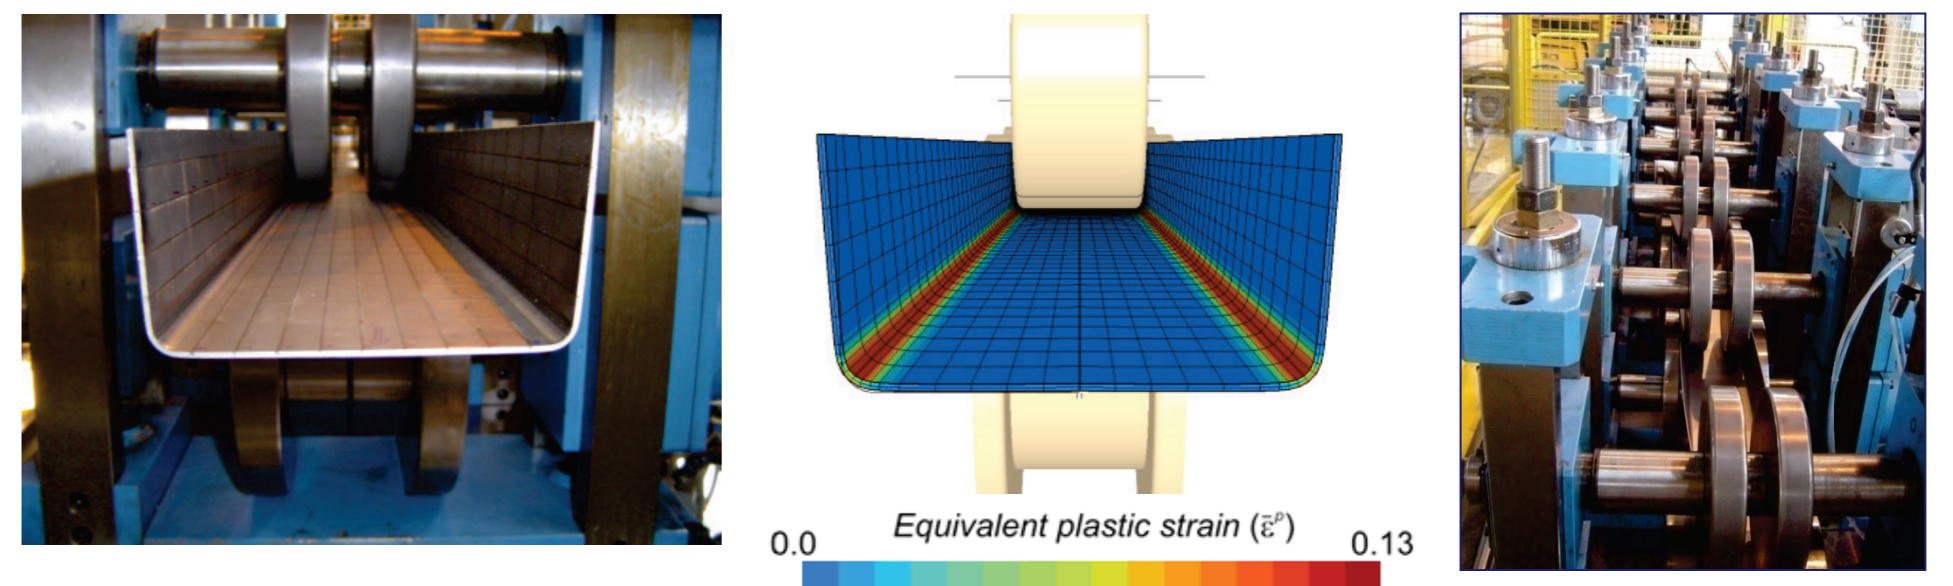 Equivalent plastic strain (ε̄ᵖ)
0.0
0.13